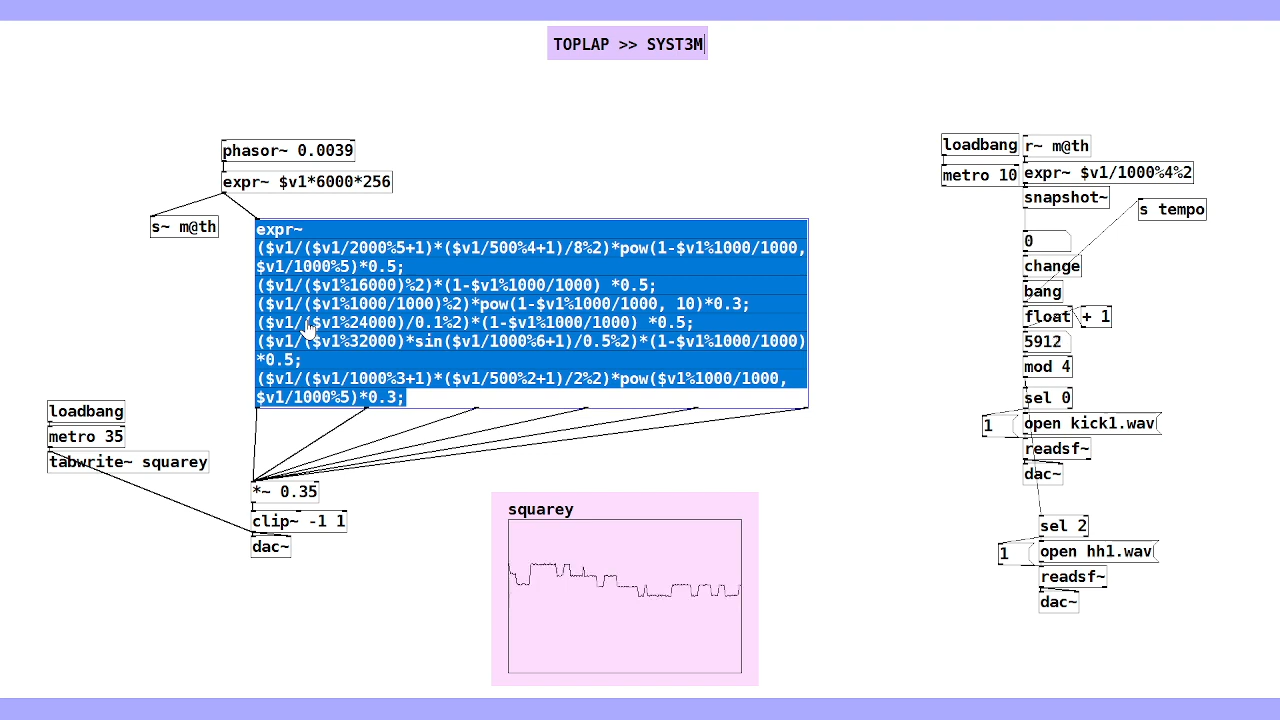 TOPLAP >> SYST3M
phasor~ 0.0039
expr~ $v1*6000*256
s~ m@th
expr~
($v1/($v1/2000%5+1)*($v1/500%4+1)/8%2)*pow(1-$v1%1000/1000,
$v1/1000%5)*0.5;
($v1/($v1%16000)%2)*(1-$v1%1000/1000) *0.5;
($v1/($v1%1000/1000)%2)*pow(1-$v1%1000/1000, 10)*0.3;
($v1/($v1%24000)/0.1%2)*(1-$v1%1000/1000) *0.5;
($v1/($v1%32000)*sin($v1/1000%6+1)/0.5%2)*(1-$v1%1000/1000)
*0.5;
($v1/($v1/1000%3+1)*($v1/500%2+1)/2%2)*pow($v1%1000/1000,
$v1/1000%5)*0.3;
loadbang
metro 35
tabwrite~ squarey
*~ 0.35
clip~ -1 1
dac~
squarey
loadbang
metro 10
r~ m@th
expr~ $v1/1000%4%2
snapshot~
s tempo
0
change
bang
float
+ 1
5912
mod 4
sel 0
1
open kick1.wav
readsf~
dac~
sel 2
1
open hh1.wav
readsf~
dac~